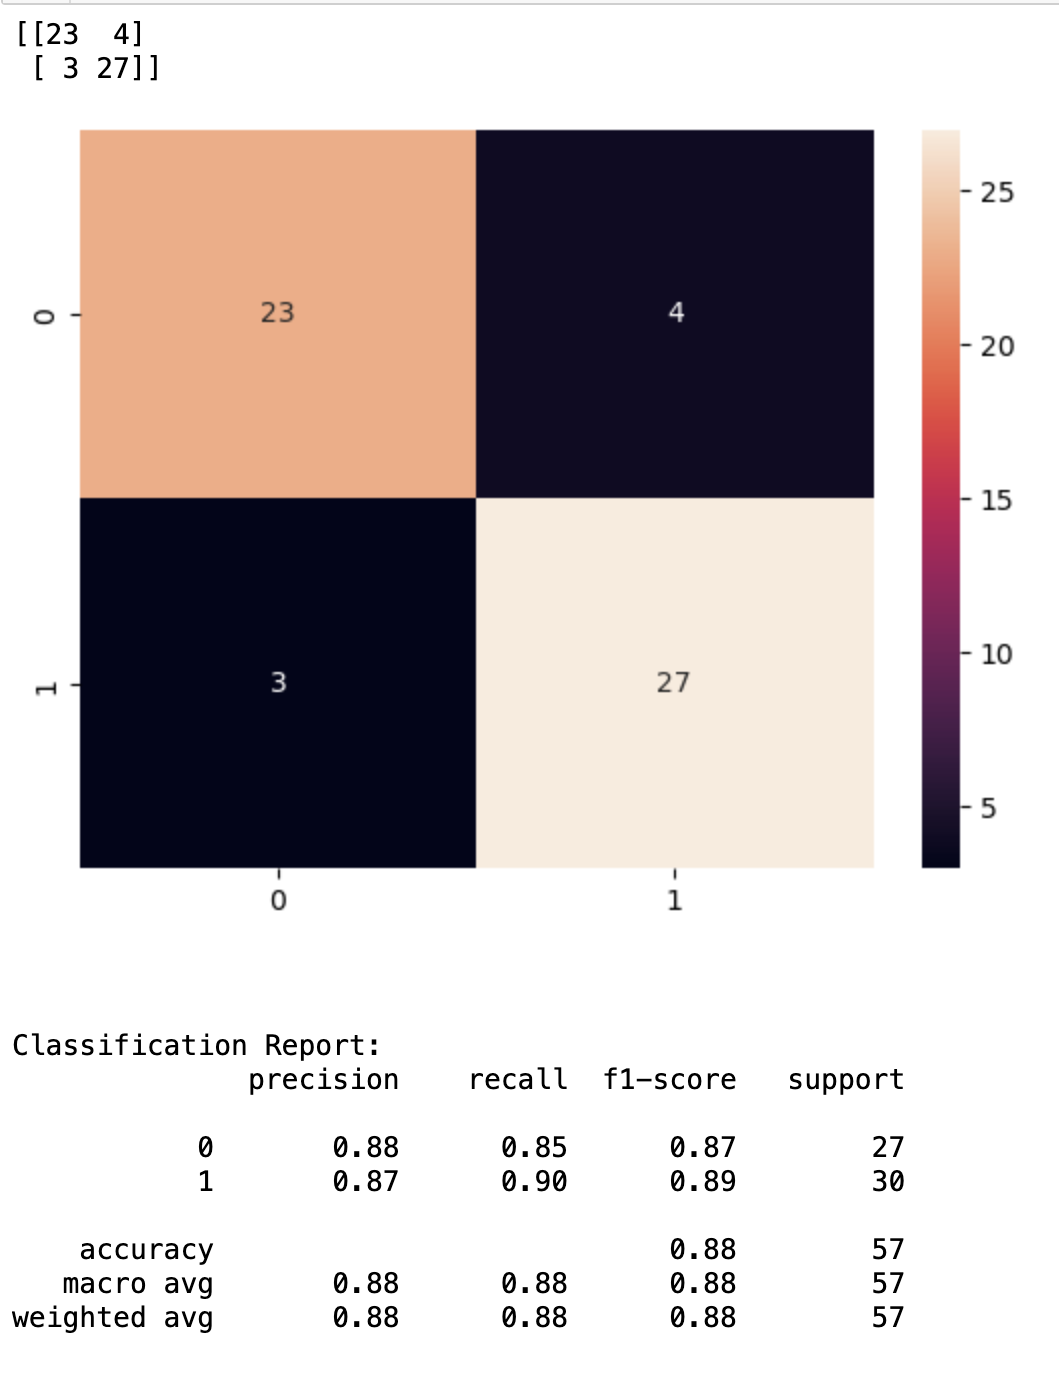 [[23  4]
 [ 3 27]]
25
0
23
4
20
15
10
1
3
27
5
0
1
Classification Report:
              precision    recall  f1-score   support

           0       0.88      0.85      0.87        27
           1       0.87      0.90      0.89        30

    accuracy                           0.88        57
   macro avg       0.88      0.88      0.88        57
weighted avg       0.88      0.88      0.88        57